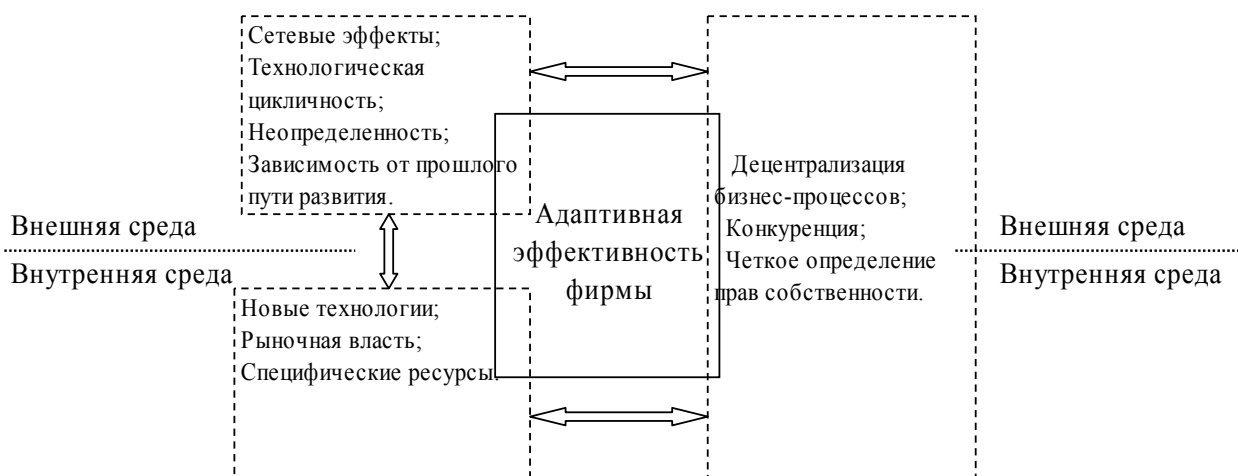 Сетевые эффекты;
Технологическая
цикличность;
Неопределенность;
Зависимость от прошлого
пути развития.
Внешняя среда
Внутренняя среда
Новые технологии;
Рыночная власть;
Специфические ресурсы.
Адаптивная
эффективность
фирмы
Децентрализация
бизнес-процессов;
Конкуренция;
Четкое определение
прав собственности.
Внешняя среда
Внутренняя среда